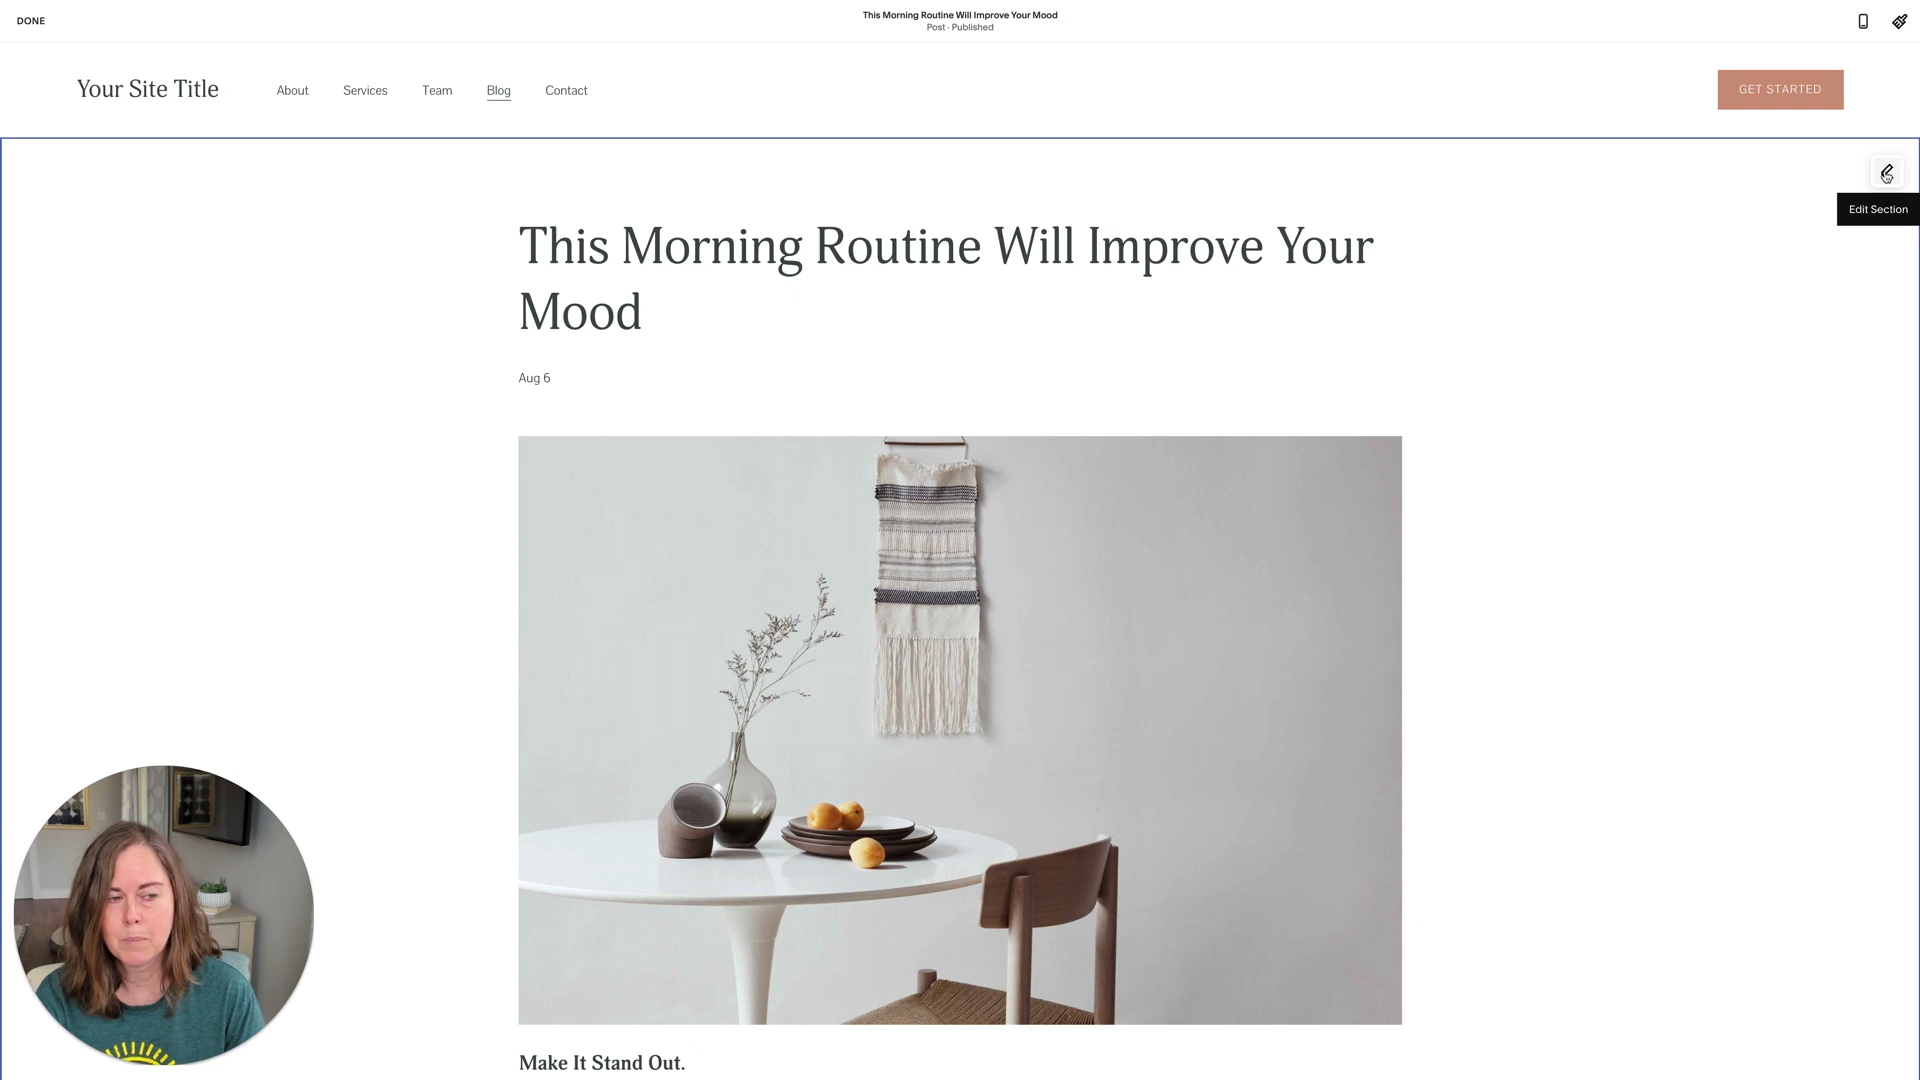 DONE
This Morning Routine Will Improve Your Mood
Post · Published
Your Site Title
About
Services
Team
Blog
Contact
GET STARTED
Edit Section
This Morning Routine Will Improve Your
Mood
Aug 6
Make It Stand Out.